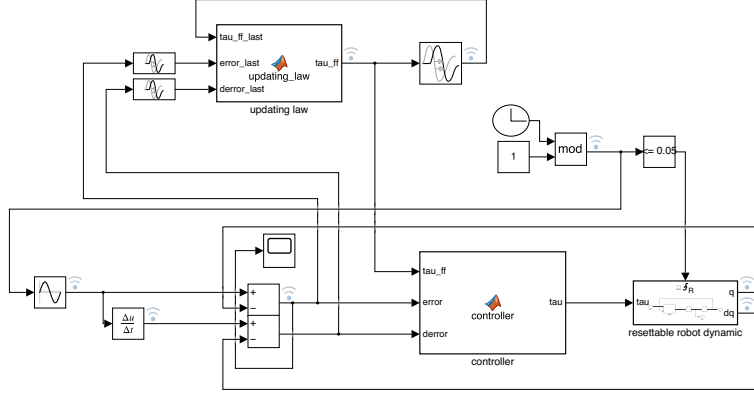 tau_ff_last
error_last
derror_last
updating_law
tau_ff
updating law
mod
1
<= 0.05
+
−
+
−
Δu
Δt
tau_ff
error
derror
controller
tau
controller
R
tau
q
dq
resettable robot dynamic